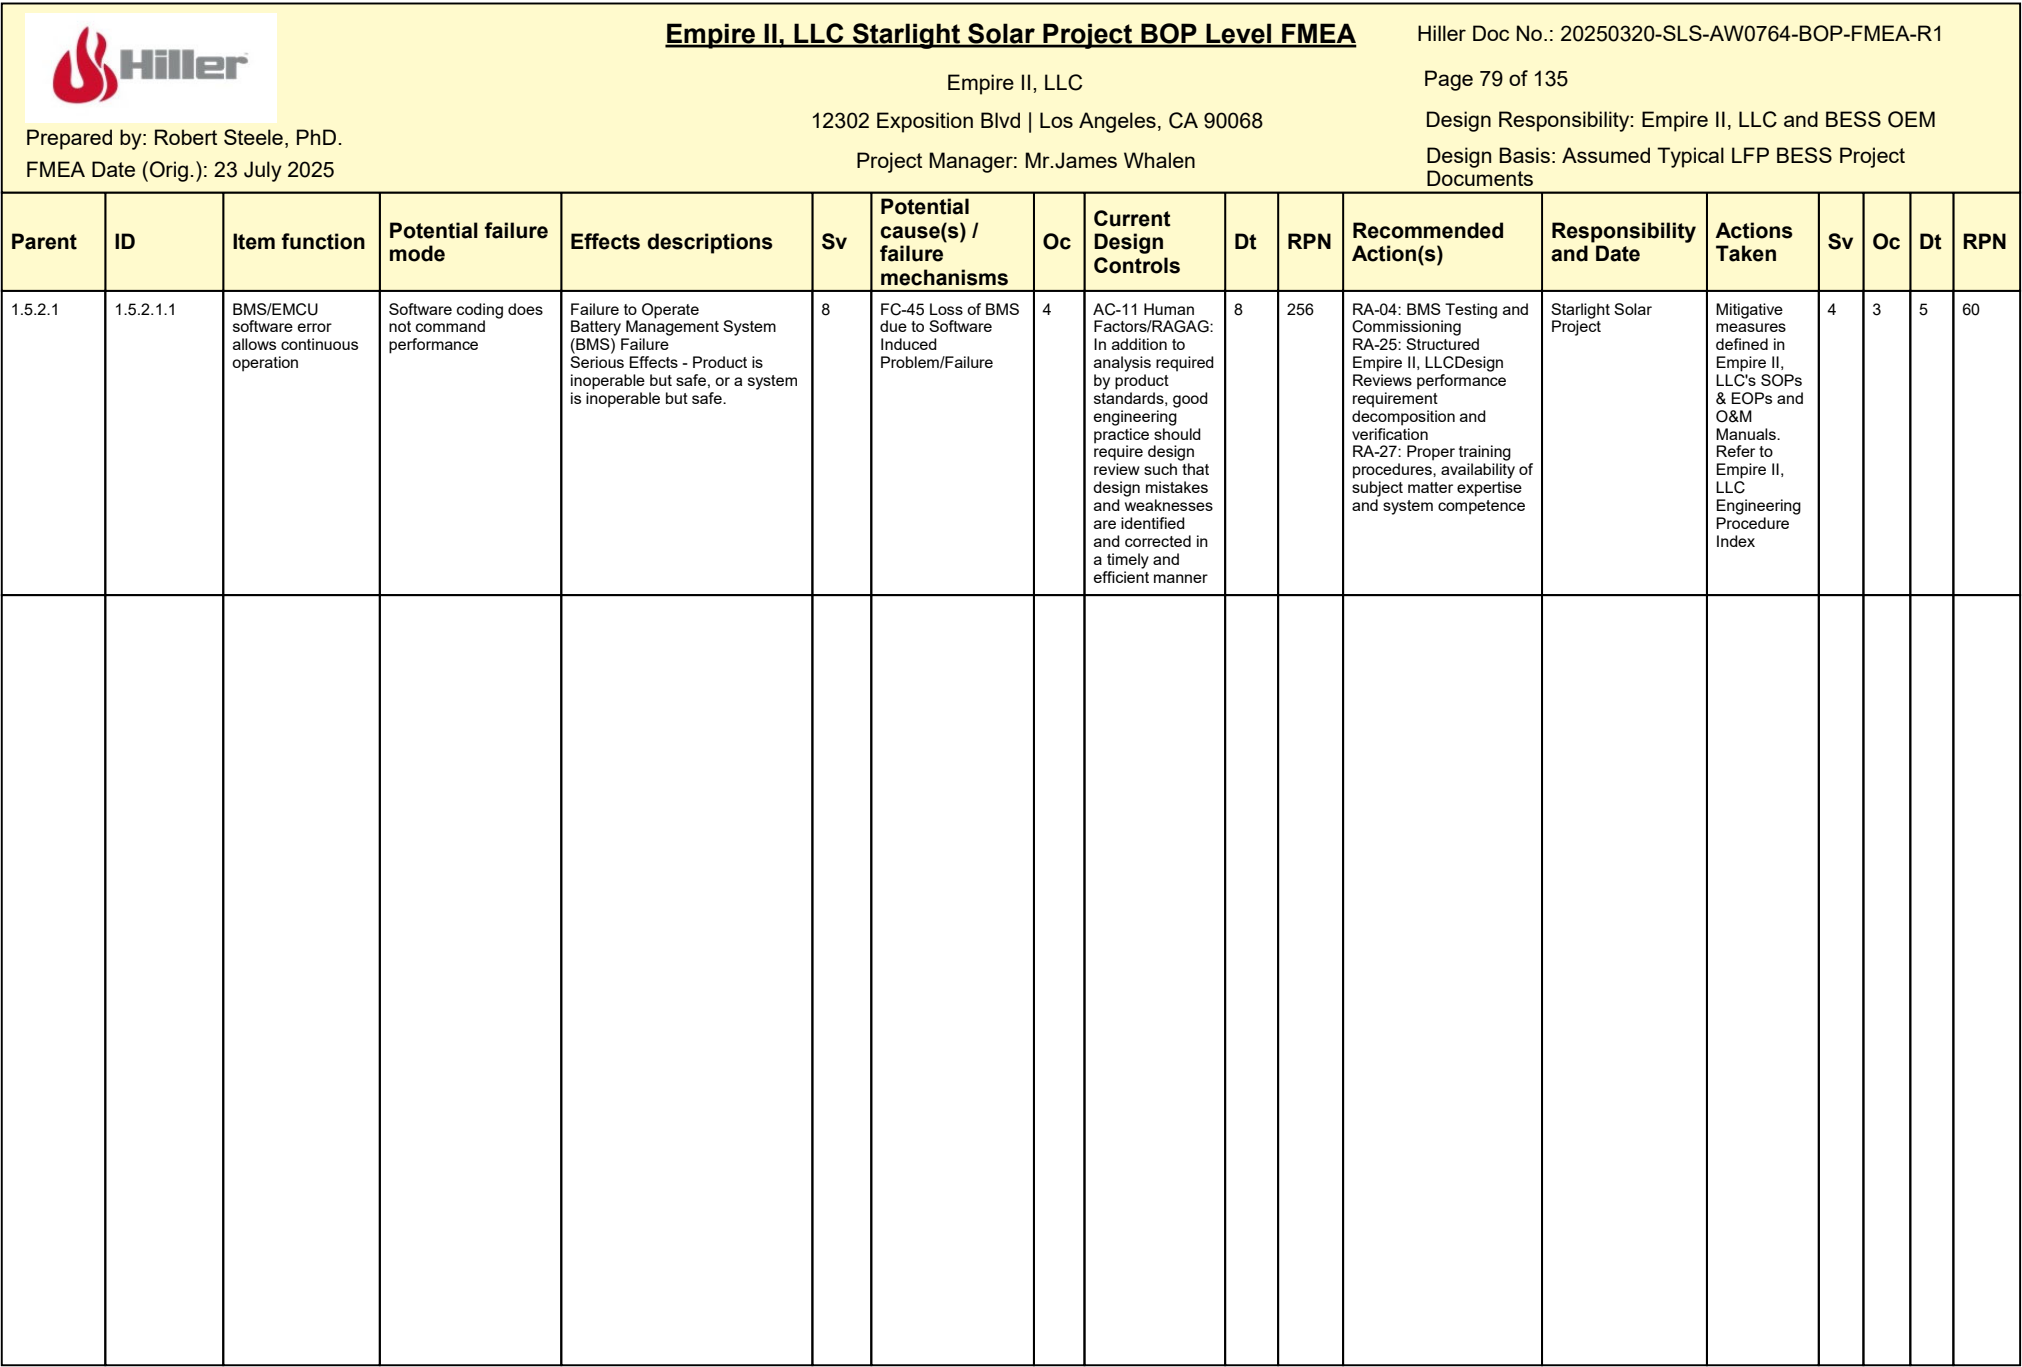 Hiller
Prepared by: Robert Steele, PhD.
FMEA Date (Orig.): 23 July 2025
Empire II, LLC Starlight Solar Project BOP Level FMEA
Empire II, LLC
12302 Exposition Blvd | Los Angeles, CA 90068
Project Manager: Mr.James Whalen
Hiller Doc No.: 20250320-SLS-AW0764-BOP-FMEA-R1
Page 79 of 135
Design Responsibility: Empire II, LLC and BESS OEM
Design Basis: Assumed Typical LFP BESS Project
Documents
Parent
ID
Item function
Potential failure
mode
Effects descriptions
Sv
Potential
cause(s) /
failure
mechanisms
Oc
Current
Design
Controls
Dt
RPN
Recommended
Action(s)
Responsibility
and Date
Actions
Taken
Sv
Oc
Dt
RPN
1.5.2.1
1.5.2.1.1
BMS/EMCU
software error
allows continuous
operation
Software coding does
not command
performance
Failure to Operate
Battery Management System
(BMS) Failure
Serious Effects - Product is
inoperable but safe, or a system
is inoperable but safe.
8
FC-45 Loss of BMS
due to Software
Induced
Problem/Failure
4
AC-11 Human
Factors/RAGAG:
In addition to
analysis required
by product
standards, good
engineering
practice should
require design
review such that
design mistakes
and weaknesses
are identified
and corrected in
a timely and
efficient manner
8
256
RA-04: BMS Testing and
Commissioning
RA-25: Structured
Empire II, LLCDesign
Reviews performance
requirement
decomposition and
verification
RA-27: Proper training
procedures, availability of
subject matter expertise
and system competence
Starlight Solar
Project
Mitigative
measures
defined in
Empire II,
LLC's SOPs
& EOPs and
O&M
Manuals.
Refer to
Empire II,
LLC
Engineering
Procedure
Index
4
3
5
60